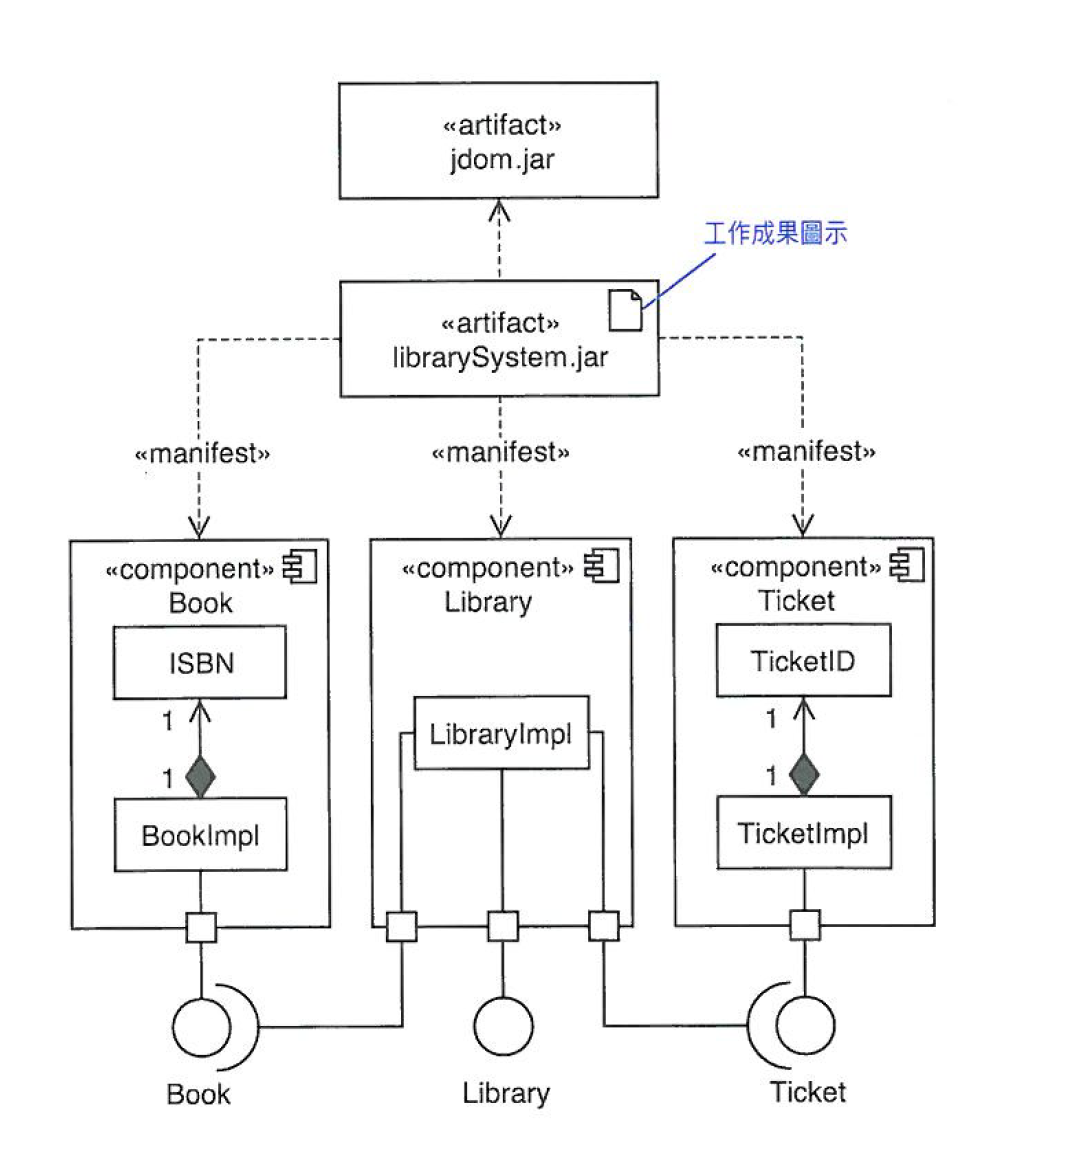 «artifact»
jdom.jar
工作成果圖示
«artifact»
librarySystem.jar
«manifest»
«manifest»
«manifest»
«component»
Book
«component»
Library
«component»
Ticket
ISBN
TicketID
1
1
LibraryImpl
1
1
BookImpl
TicketImpl
Book
Library
Ticket